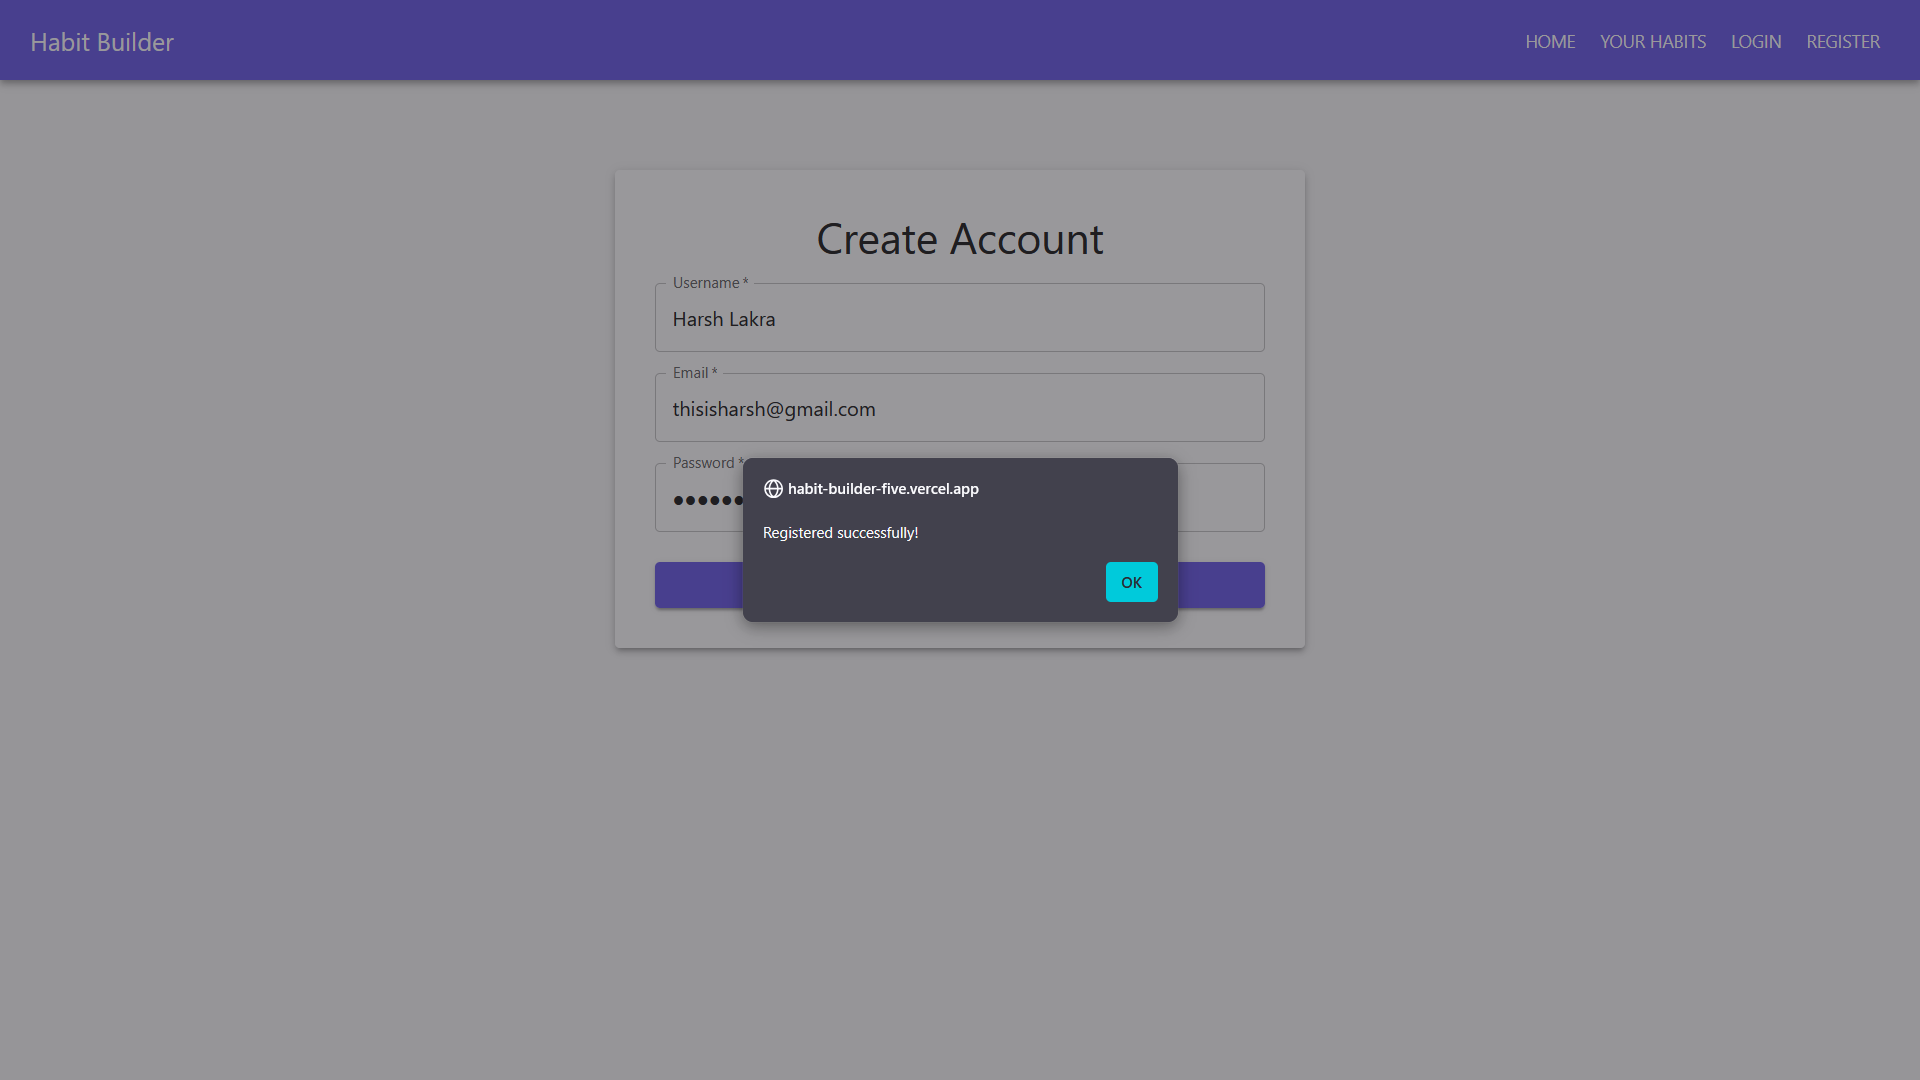 Habit Builder
HOME YOUR HABITS LOGIN REGISTER
Create Account
Username *
Harsh Lakra
Email *
thisisharsh@gmail.com
Password *
habit-builder-five.vercel.app
Registered successfully!
OK